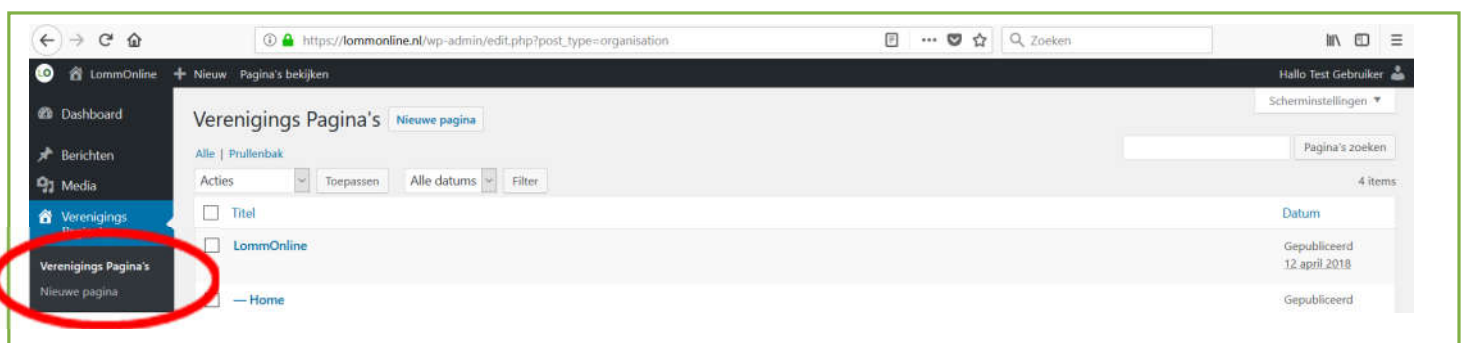 https://lommonline.nl/wp-admin/edit.php?post_type=organisation
Zoeken
LO LommOnline + Nieuw Pagina's bekijken Hallo Test Gebruiker
Scherminstellingen ▼
Dashboard
Berichten
Media
Verenigings
Verenigings Pagina's
Nieuwe pagina
Verenigings Pagina's Nieuwe pagina
Alle | Prullenbak
Pagina's zoeken
Acties Toepassen Alle datums Filter 4 items
Titel Datum
LommOnline Gepubliceerd
12 april 2018
— Home Gepubliceerd